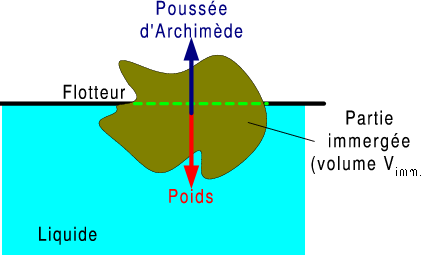 Poussée
d'Archimède
Flotteur
Partie
immergée
(volume Vimm.
Poids
Liquide